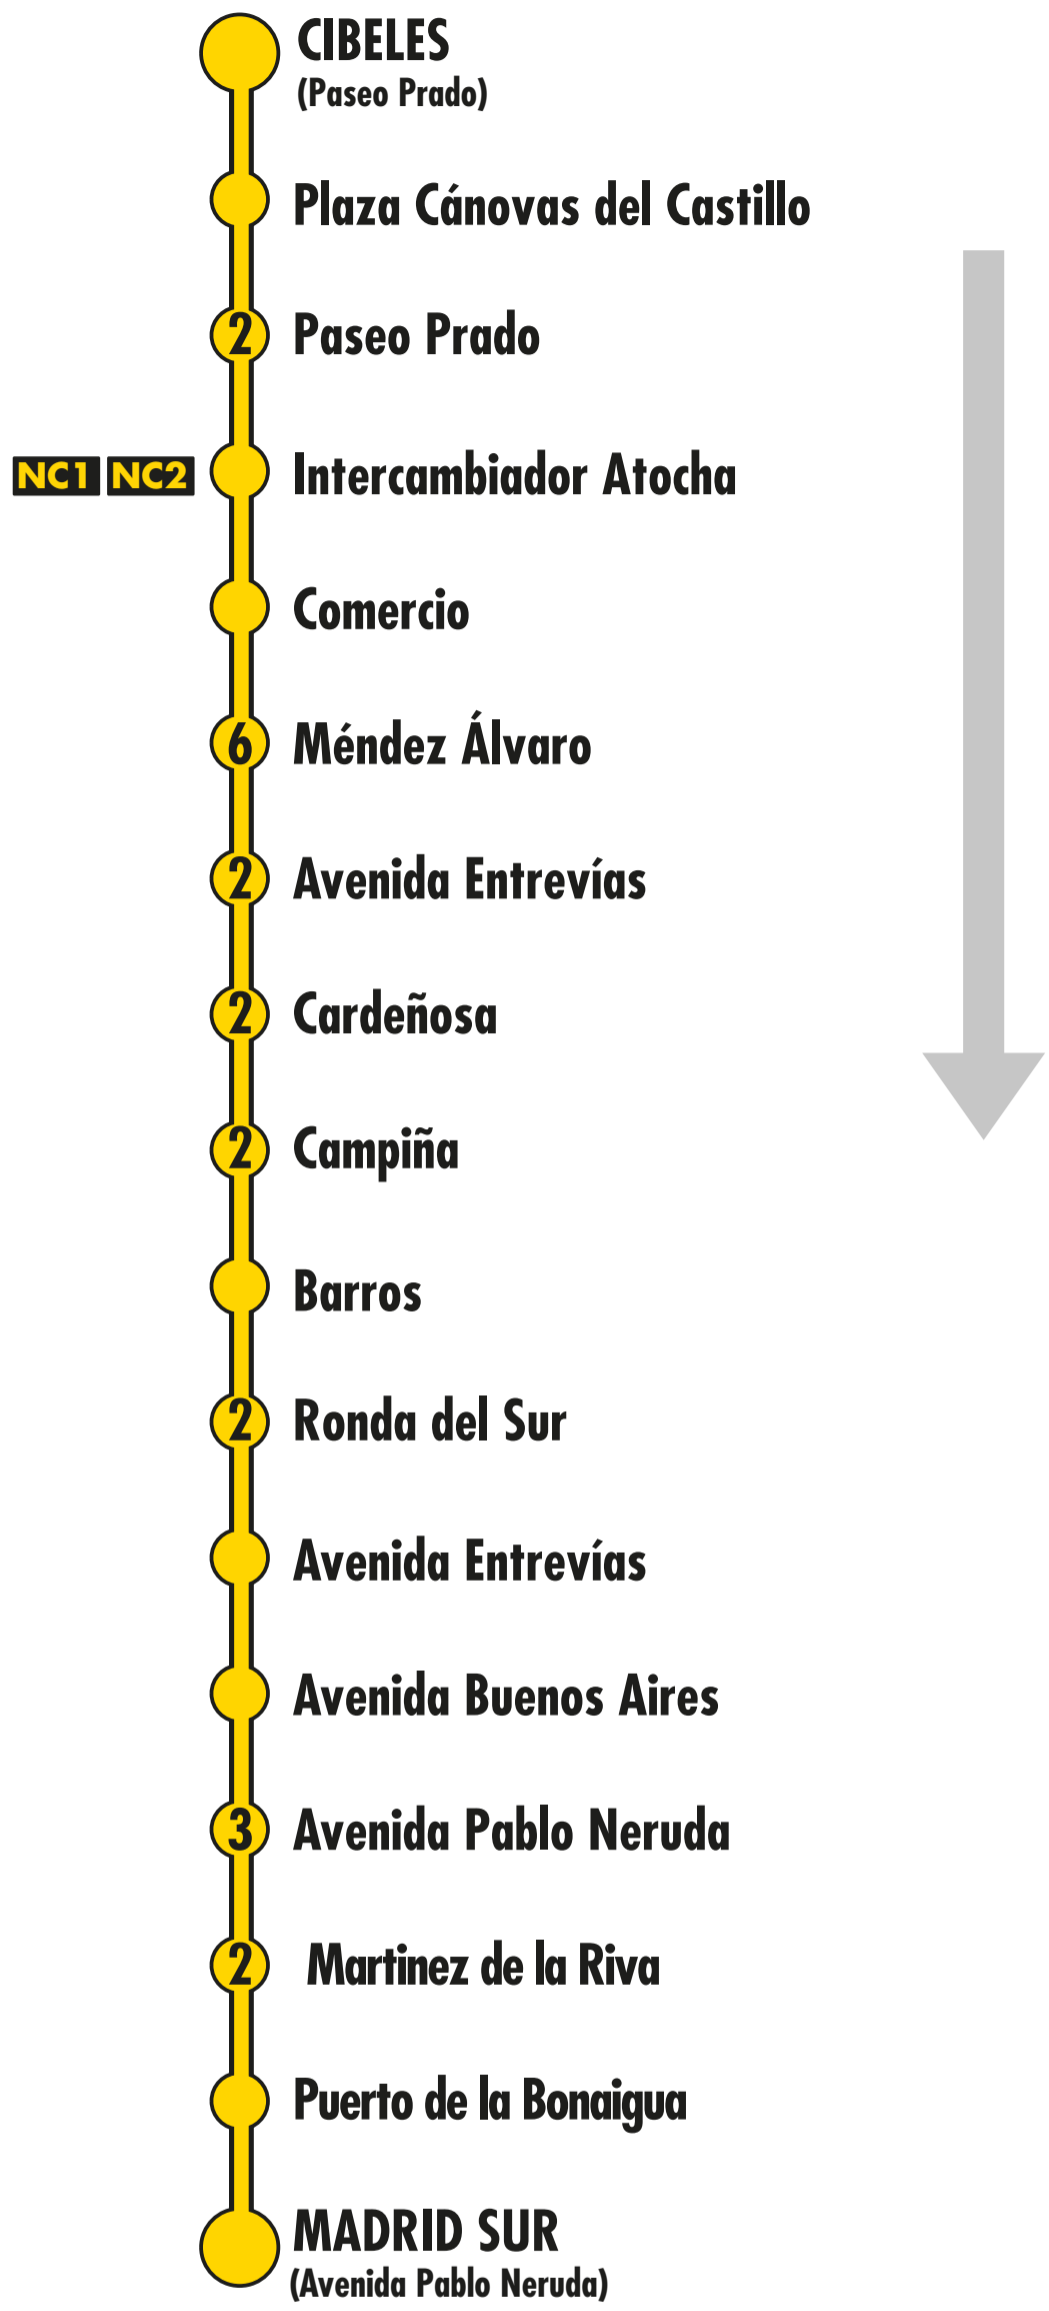 CIBELES
(Paseo Prado)
Plaza Cánovas del Castillo
2 Paseo Prado
NC1 NC2 Intercambiador Atocha
Comercio
6 Méndez Álvaro
2 Avenida Entrevías
2 Cardeñosa
2 Campiña
Barros
2 Ronda del Sur
Avenida Entrevías
Avenida Buenos Aires
3 Avenida Pablo Neruda
2 Martinez de la Riva
Puerto de la Bonaigua
MADRID SUR
(Avenida Pablo Neruda)